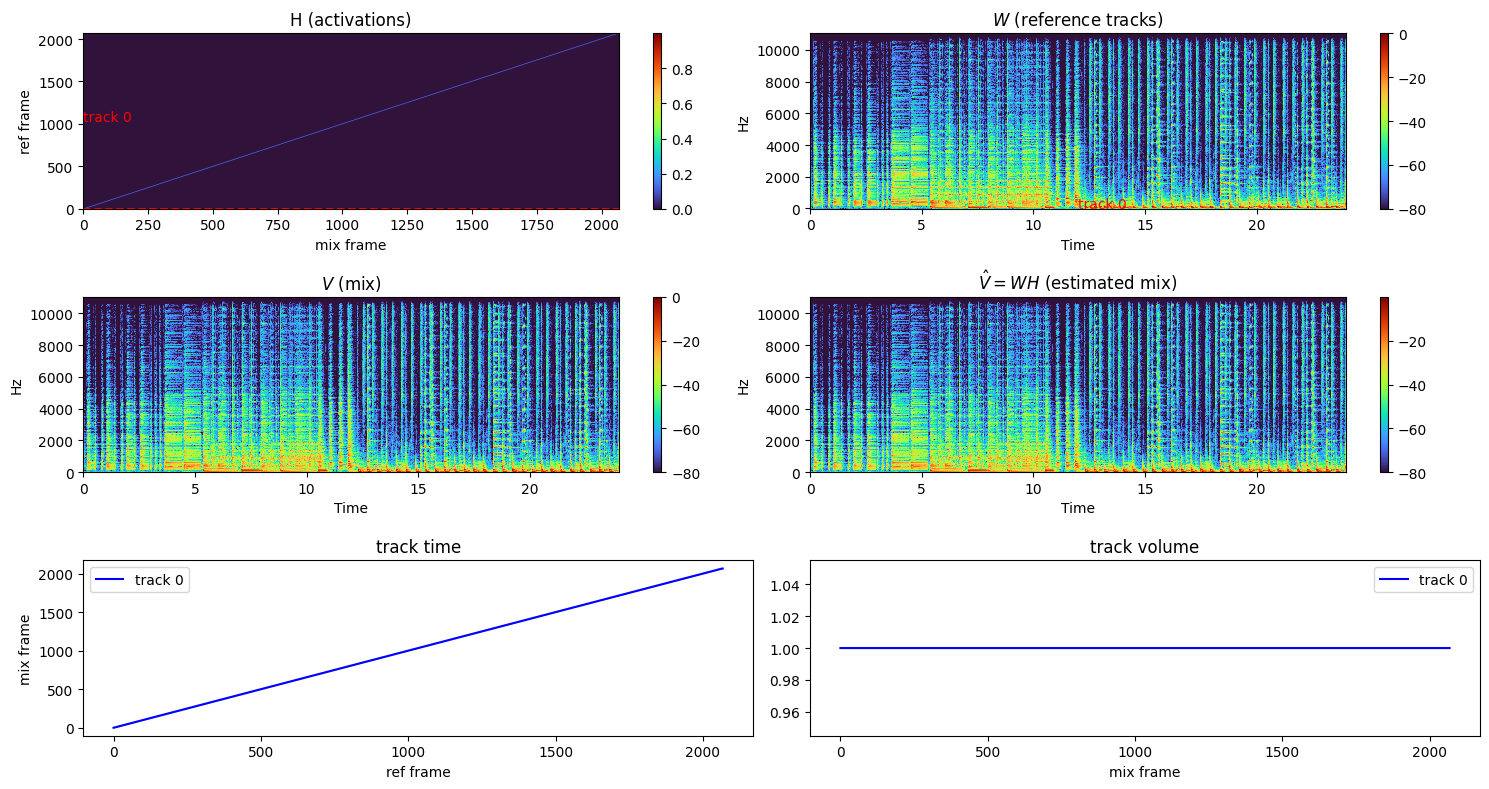 H (activations)
2000
1500
1000
500
0
ref frame
track 0
0 250 500 750 1000 1250 1500 1750 2000
mix frame
0.8
0.6
0.4
0.2
0.0
W (reference tracks)
10000
8000
6000
4000
2000
0
Hz
track 0
0 5 10 15 20
Time
0
−20
−40
−60
−80
V (mix)
10000
8000
6000
4000
2000
0
Hz
0 5 10 15 20
Time
0
−20
−40
−60
−80
V̂ = WH (estimated mix)
10000
8000
6000
4000
2000
0
Hz
0 5 10 15 20
Time
−20
−40
−60
−80
track time
track 0
2000
1500
1000
500
0
mix frame
0 500 1000 1500 2000
ref frame
track volume
track 0
1.04
1.02
1.00
0.98
0.96
0 500 1000 1500 2000
mix frame